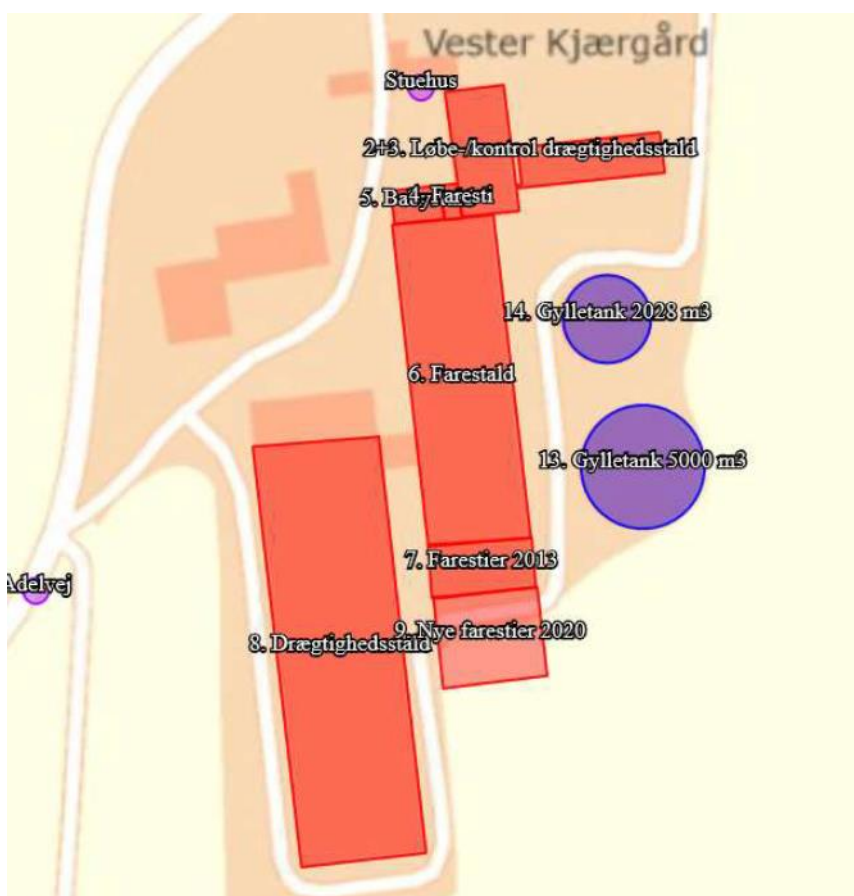 Vester Kjærgård
Stuehus
2+3. Løbe-/kontrol drægtighedsstald
4. Faresti
14. Gylletank 2028 m3
6. Farestald
13. Gylletank 5000 m3
7. Farestier 2013
Adelvej
9. Nye farestier 2020
8. Drægtighedsstald